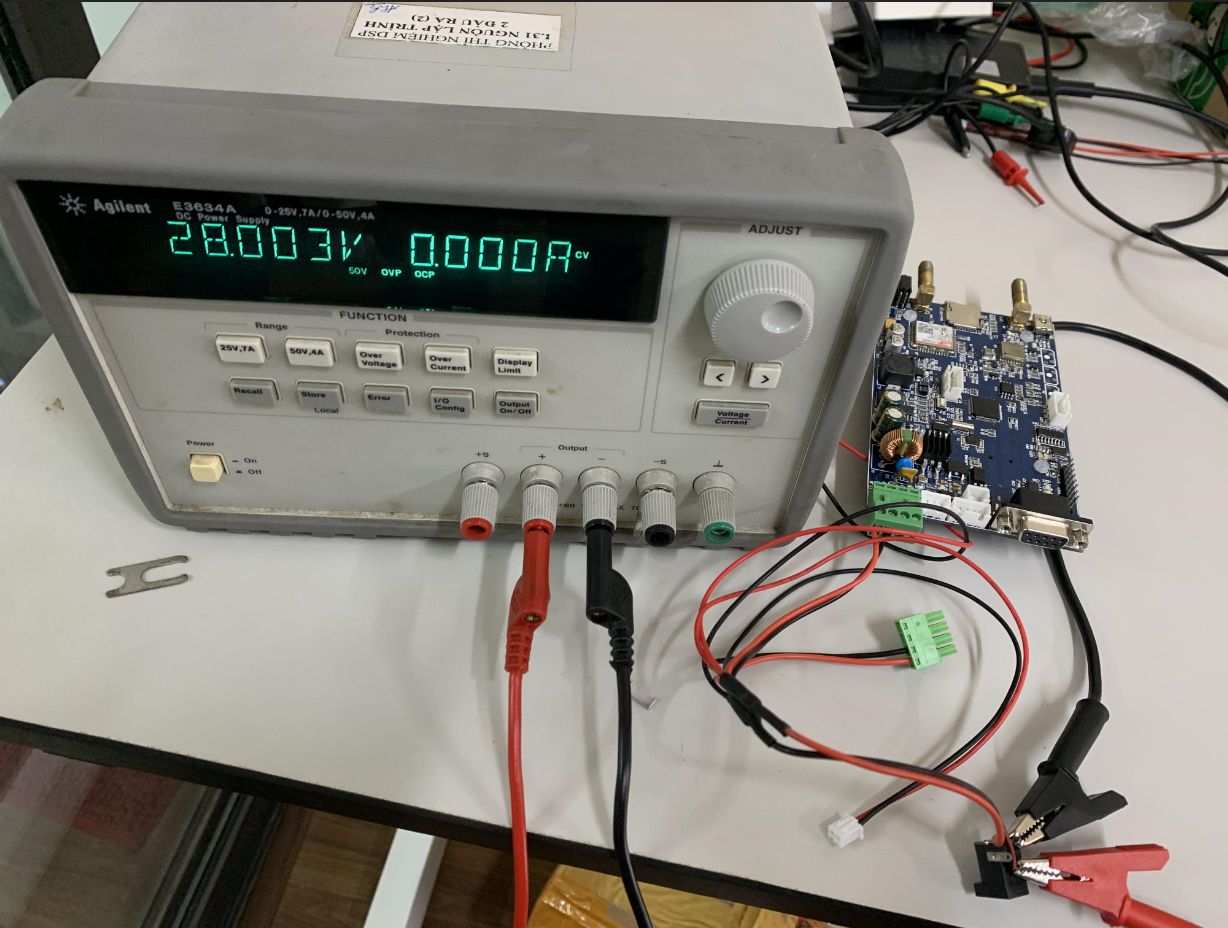 PHÒNG THÍ NGHIỆM DSP
1.31 NGUỒN LẬP TRÌNH
2 ĐẦU RA (2)
Agilent E3634A 0-25V,7A/0-50V,4A
DC Power Supply
28.003V 0.000A CV
50V OVP OCP
ADJUST
FUNCTION
Range Protection
25V,7A 50V,4A Over Voltage Over Current Display Limit
Recall Store Error I/O Config Output On/Off
Local
< >
Voltage
Current
Power
On
Off
Output
+S + − −S